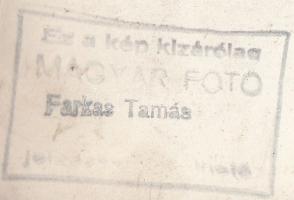 Ez a kép kizárólag
MAGYAR FOTO
Farkas Tamás